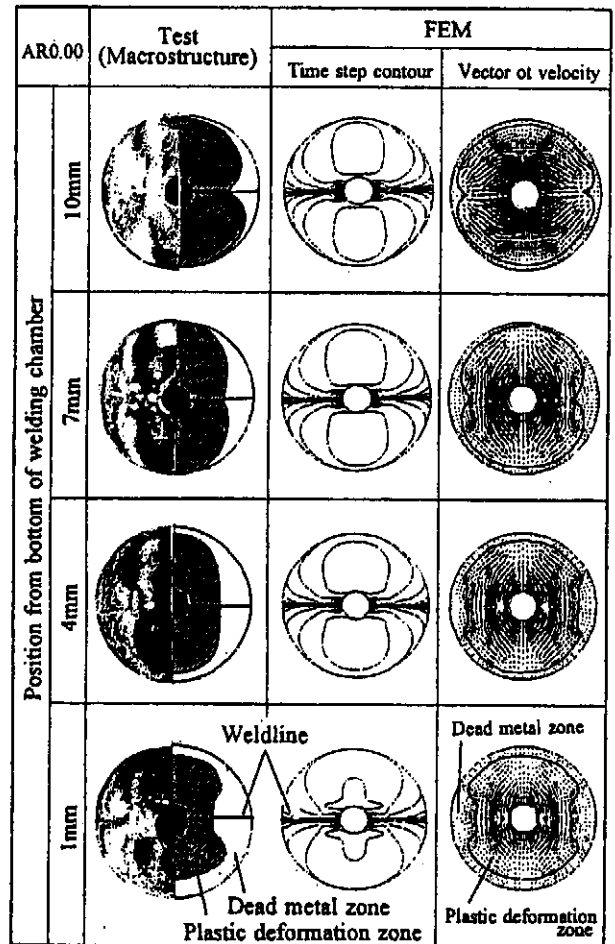 AR0.00
Test
(Macrostructure)
FEM
Time step contour
Vector ot velocity
Position from bottom of welding chamber
10mm
7mm
4mm
1mm
Weldline
Dead metal zone
Plastic deformation zone
Dead metal zone
Plastic deformation
zone